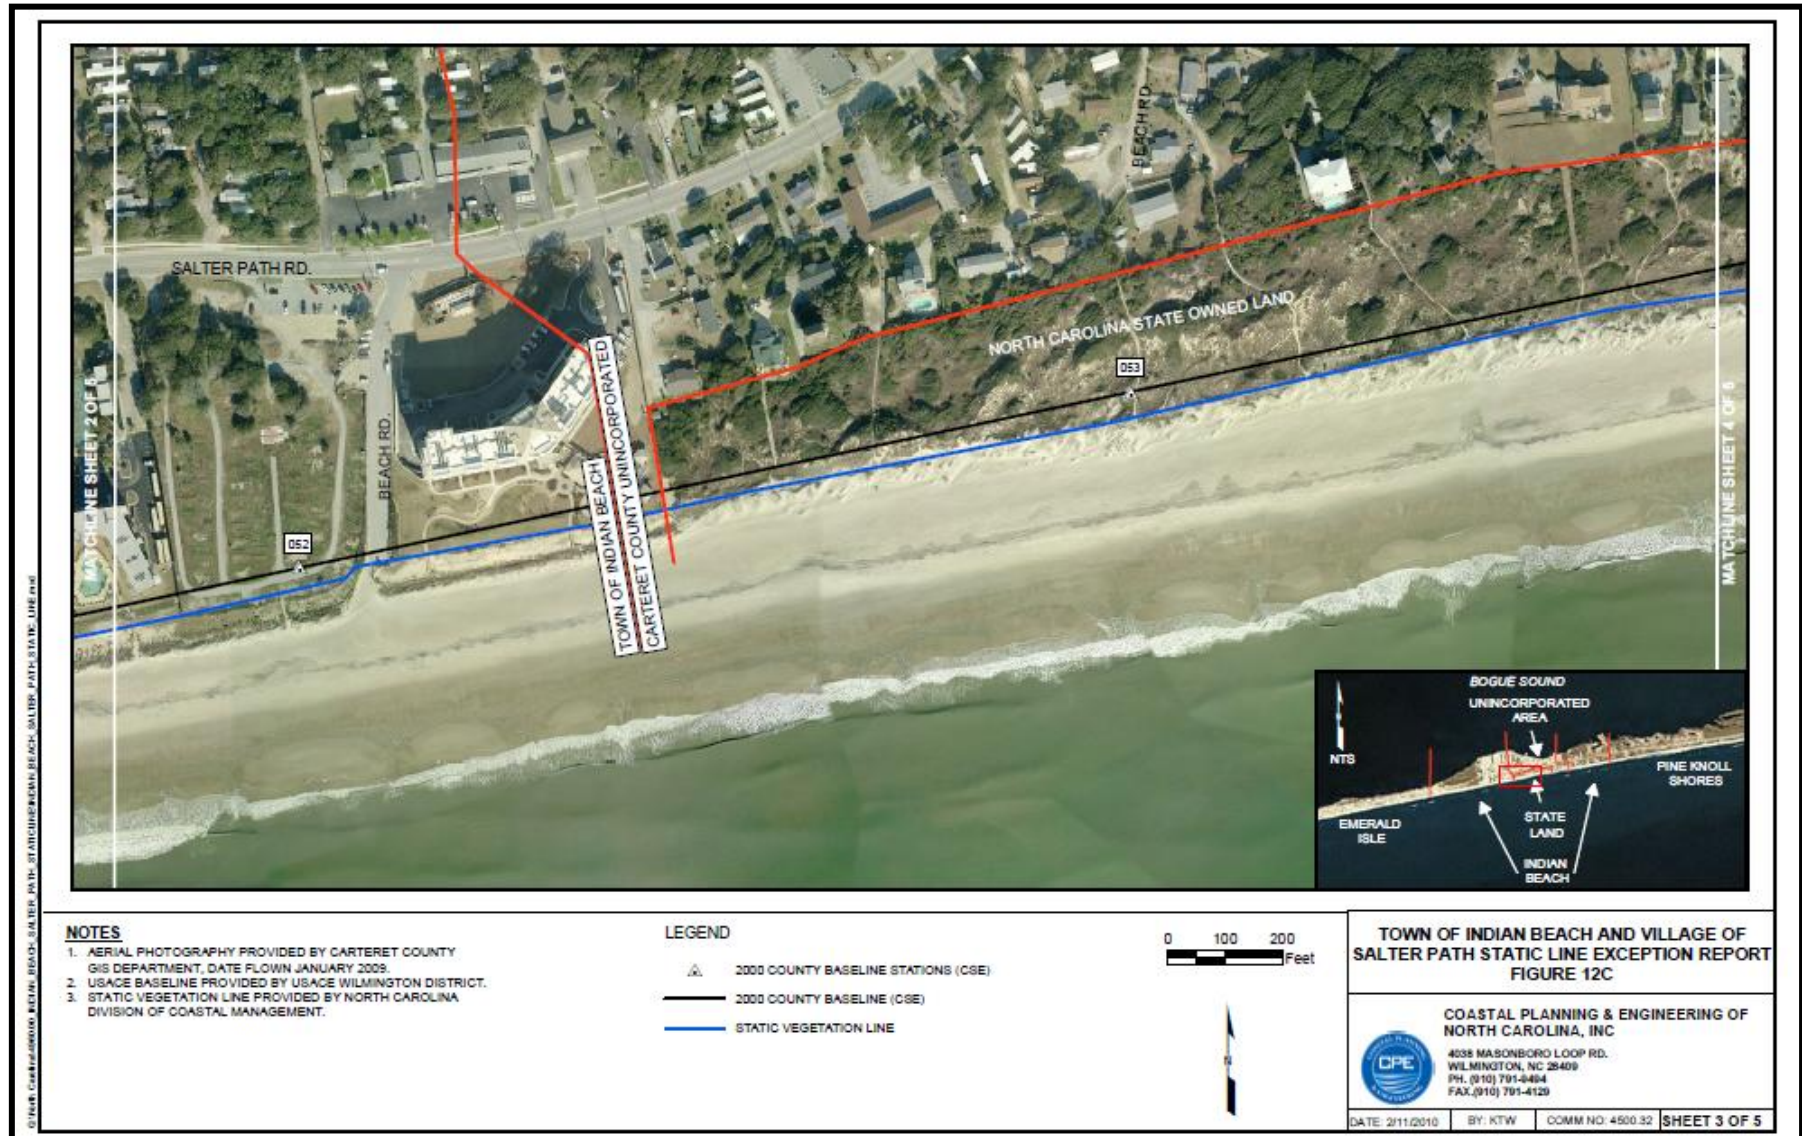 SALTER PATH RD.
BEACH RD.
BEACH RD.
MATCHLINE SHEET 2 OF 5
MATCHLINE SHEET 4 OF 5
052
053
NORTH CAROLINA STATE OWNED LAND
TOWN OF INDIAN BEACH
CARTERET COUNTY UNINCORPORATED
BOGUE SOUND
UNINCORPORATED
AREA
NTS
PINE KNOLL
SHORES
EMERALD
ISLE
STATE
LAND
INDIAN
BEACH
NOTES
1. AERIAL PHOTOGRAPHY PROVIDED BY CARTERET COUNTY
GIS DEPARTMENT, DATE FLOWN JANUARY 2009.
2. USACE BASELINE PROVIDED BY USACE WILMINGTON DISTRICT.
3. STATIC VEGETATION LINE PROVIDED BY NORTH CAROLINA
DIVISION OF COASTAL MANAGEMENT.
LEGEND
2000 COUNTY BASELINE STATIONS (CSE)
2000 COUNTY BASELINE (CSE)
STATIC VEGETATION LINE
0 100 200
Feet
N
TOWN OF INDIAN BEACH AND VILLAGE OF
SALTER PATH STATIC LINE EXCEPTION REPORT
FIGURE 12C
COASTAL PLANNING & ENGINEERING OF
NORTH CAROLINA, INC
CPE
4038 MASONBORO LOOP RD.
WILMINGTON, NC 28409
PH. (910) 791-9494
FAX.(910) 791-4129
DATE: 2/11/2010 BY: KTW COMM NO: 4500.32 SHEET 3 OF 5